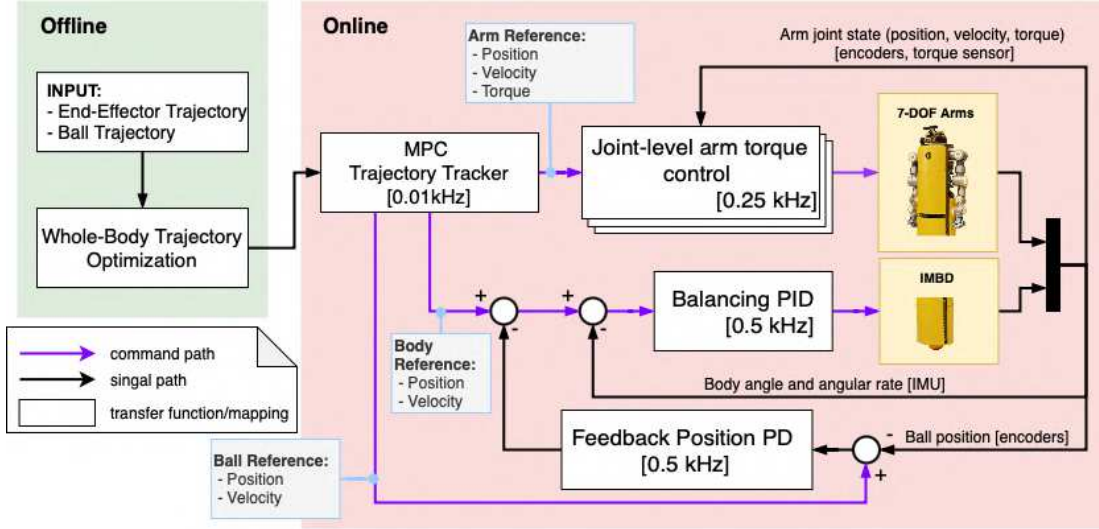 Offline
INPUT:
- End-Effector Trajectory
- Ball Trajectory
Whole-Body Trajectory
Optimization
command path
singal path
transfer function/mapping
Online
Arm Reference:
- Position
- Velocity
- Torque
Arm joint state (position, velocity, torque)
[encoders, torque sensor]
MPC
Trajectory Tracker
[0.01kHz]
Joint-level arm torque
control
[0.25 kHz]
7-DOF Arms
+
-
+
-
Balancing PID
[0.5 kHz]
IMBD
Body
Reference:
- Position
- Velocity
Body angle and angular rate [IMU]
Feedback Position PD
[0.5 kHz]
-
+
Ball position [encoders]
Ball Reference:
- Position
- Velocity